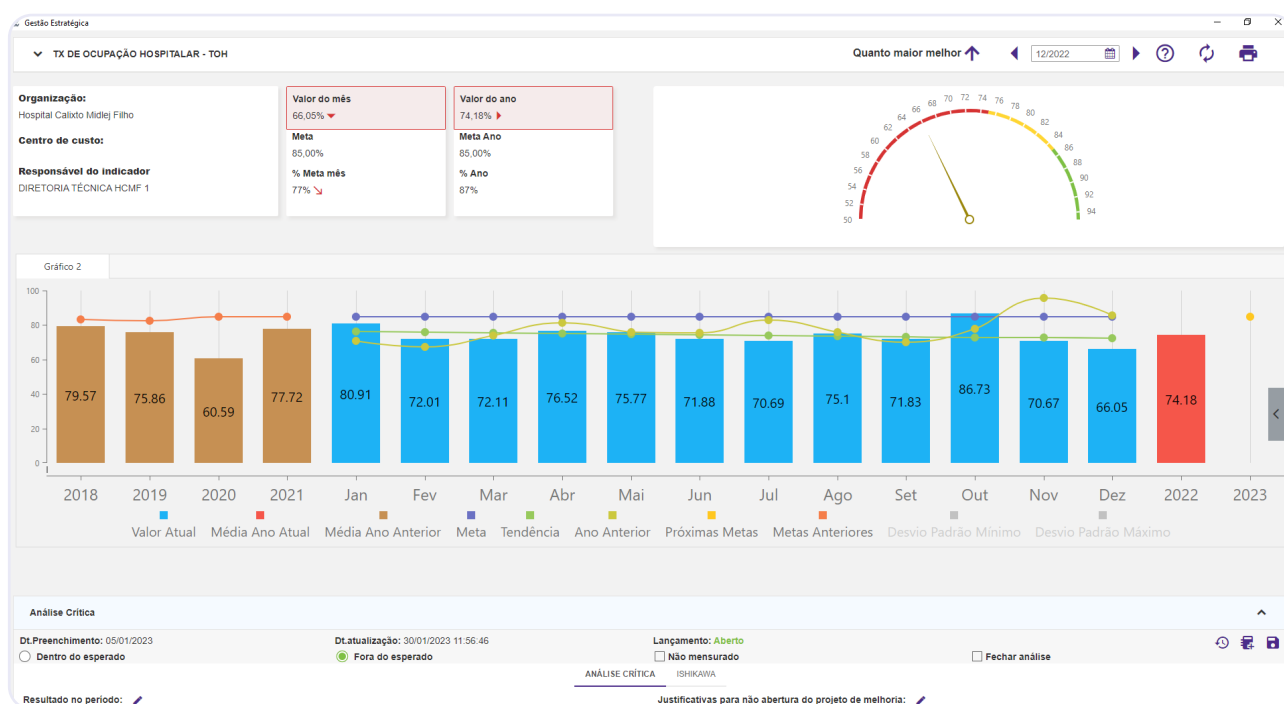 Gestão Estratégica
TX DE OCUPAÇÃO HOSPITALAR - TOH
Quanto maior melhor
12/2022
Organização:
Hospital Calixto Midlej Filho
Centro de custo:
Responsável do indicador
DIRETORIA TÉCNICA HCMF 1
Valor do mês
66,05%
Meta
85,00%
% Meta mês
77%
Valor do ano
74,18%
Meta Ano
85,00%
% Ano
87%
50 52 54 56 58 60 62 64 66 68 70 72 74 76 78 80 82 84 86 88 90 92 94
Gráfico 2
100
80
60
40
20
0
79.57 75.86 60.59 77.72 80.91 72.01 72.11 76.52 75.77 71.88 70.69 75.1 71.83 86.73 70.67 66.05 74.18
2018 2019 2020 2021 Jan Fev Mar Abr Mai Jun Jul Ago Set Out Nov Dez 2022 2023
Valor Atual Média Ano Atual Média Ano Anterior Meta Tendência Ano Anterior Próximas Metas Metas Anteriores Desvio Padrão Mínimo Desvio Padrão Máximo
Análise Crítica
Dt.Preenchimento: 05/01/2023 Dt.atualização: 30/01/2023 11:56:46 Lançamento: Aberto
Dentro do esperado Fora do esperado Não mensurado Fechar análise
ANÁLISE CRÍTICA ISHIKAWA
Resultado no período: Justificativas para não abertura do projeto de melhoria: